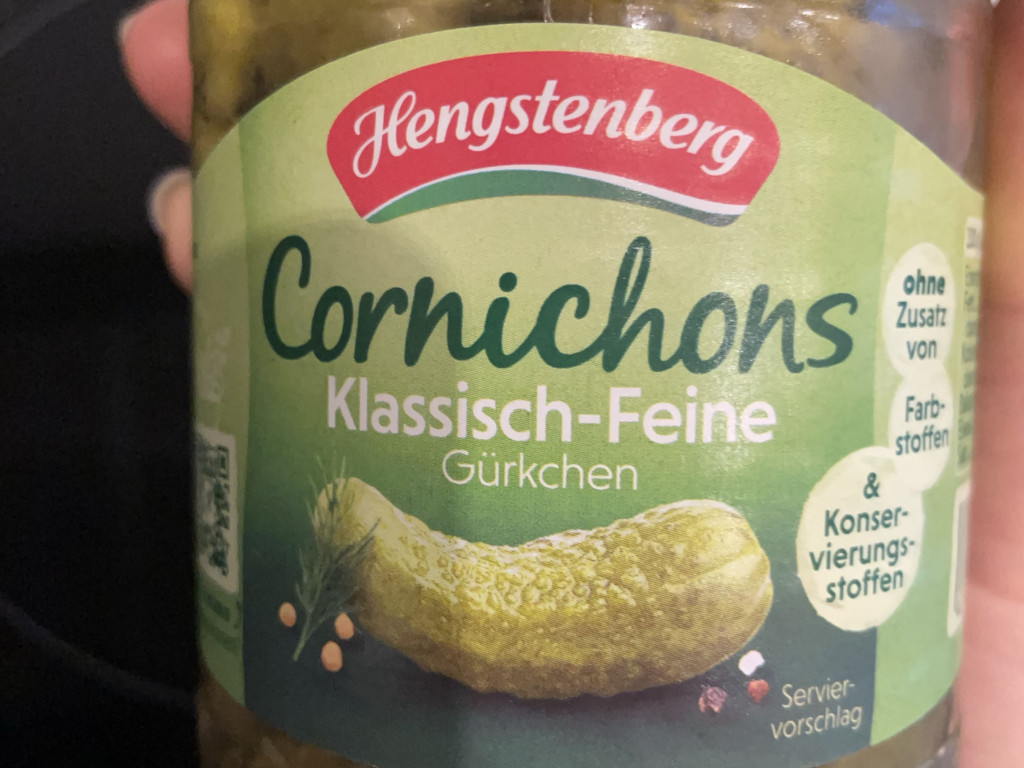 Hengstenberg
Cornichons
Klassisch-Feine
Gürkchen
ohne
Zusatz
von
Farb-
stoffen
&
Konser-
vierungs-
stoffen
Servier-
vorschlag